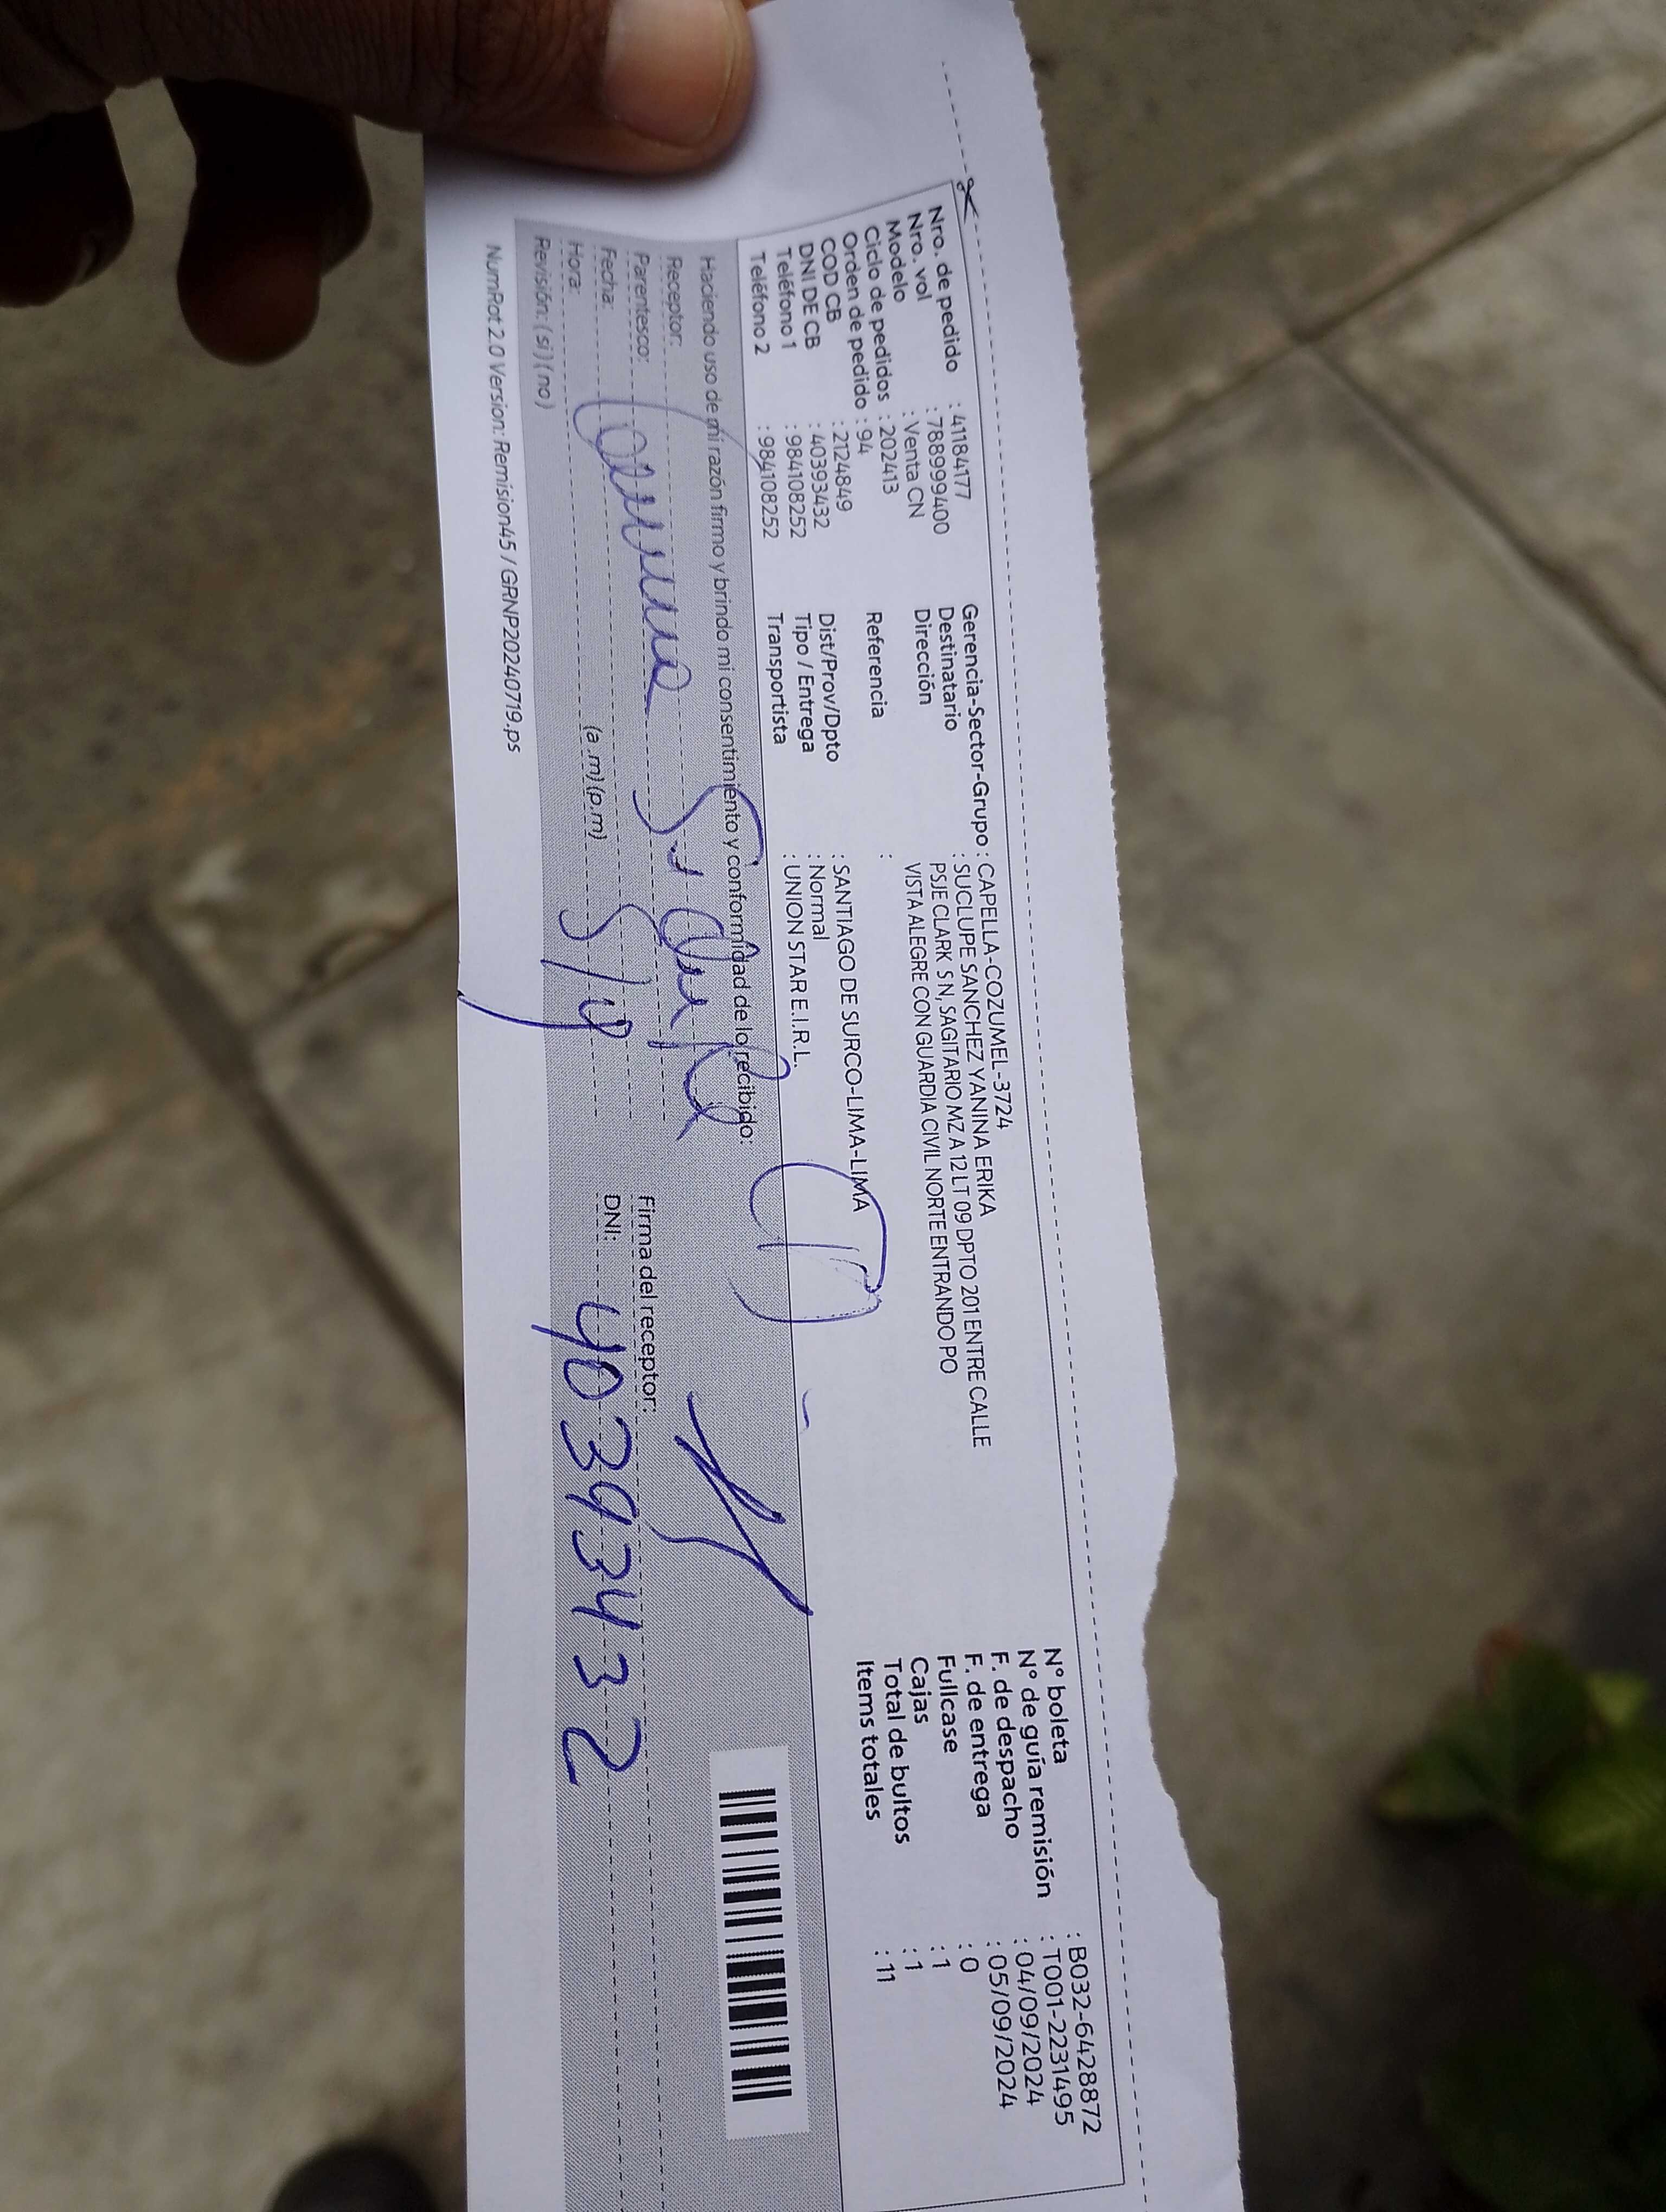 Nro. de pedido : 41184177
Nro. vol : 788999400
Modelo : Venta CN
Ciclo de pedidos : 202413
Orden de pedido : 94
COD CB : 2124849
DNI DE CB : 40393432
Teléfono 1 : 984108252
Teléfono 2 : 984108252
Gerencia-Sector-Grupo : CAPELLA-COZUMEL-3724
Destinatario : SUCLUPE SANCHEZ YANINA ERIKA
Dirección PSJE CLARK S N, SAGITARIO MZ A 12 LT 09 DPTO 201 ENTRE CALLE
VISTA ALEGRE CON GUARDIA CIVIL NORTE ENTRANDO PO
Referencia :
Dist/Prov/Dpto : SANTIAGO DE SURCO-LIMA-LIMA
Tipo / Entrega : Normal
Transportista : UNION STAR E.I.R.L.
N° boleta : B032-6428872
N° de guía remisión : T001-2231495
F. de despacho : 04/09/2024
F. de entrega : 05/09/2024
Fullcase : 0
Cajas : 1
Total de bultos : 1
Items totales : 11
Haciendo uso de mi razón firmo y brindo mi consentimiento y conformidad de lo recibido:
Receptor:
Parentesco:
Fecha: 5/9
Hora: (a.m) (p.m)
Revisión: ( si ) ( no )
Firma del receptor:
DNI: 40393432
NumRot 2.0 Version: Remision45 / GRNP20240719.ps